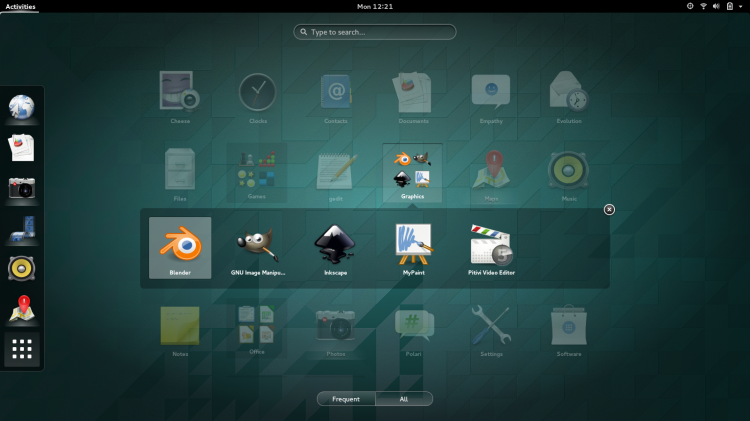 Activities
Mon 12:21
Type to search...
Cheese
Clocks
Contacts
Documents
Empathy
Evolution
Files
Games
gedit
Graphics
Maps
Music
Blender
GNU Image Manipu...
Inkscape
MyPaint
Pitivi Video Editor
Notes
Office
Photos
Polari
Settings
Software
Frequent
All